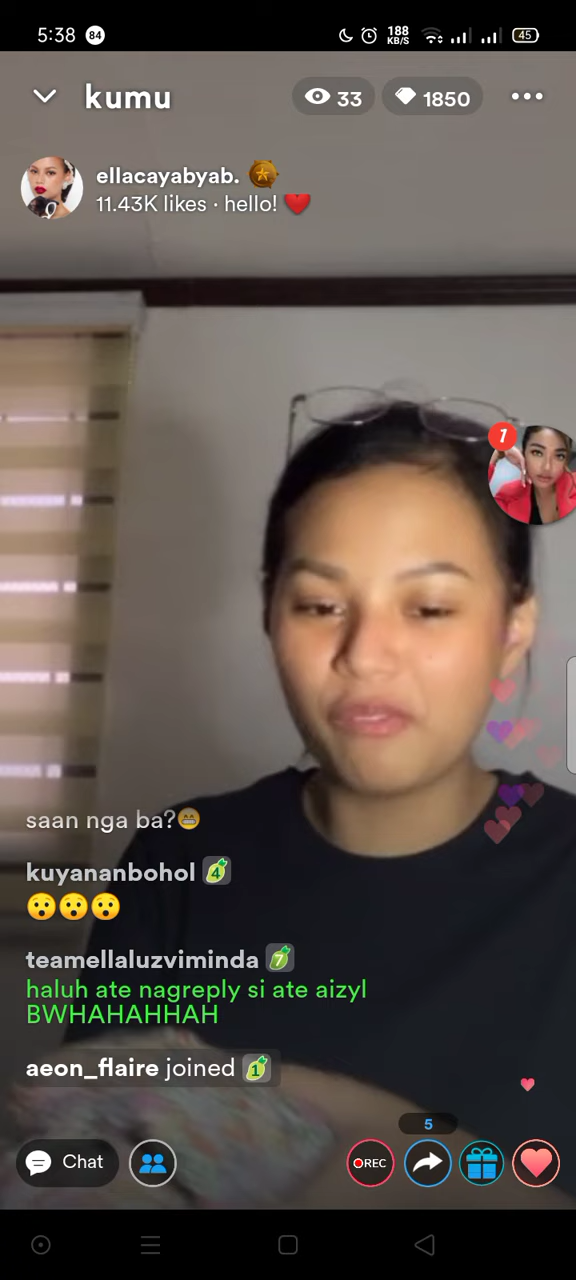 5:38 84 188 KB/S 45
kumu 33 1850
ellacayabyab.
11.43K likes · hello! ❤️
1
saan nga ba?😁
kuyananbohol 4
😯😯😯
teamellaluzviminda 7
haluh ate nagreply si ate aizyl
BWHAHAHHAH
aeon_flaire joined 1
5
Chat REC